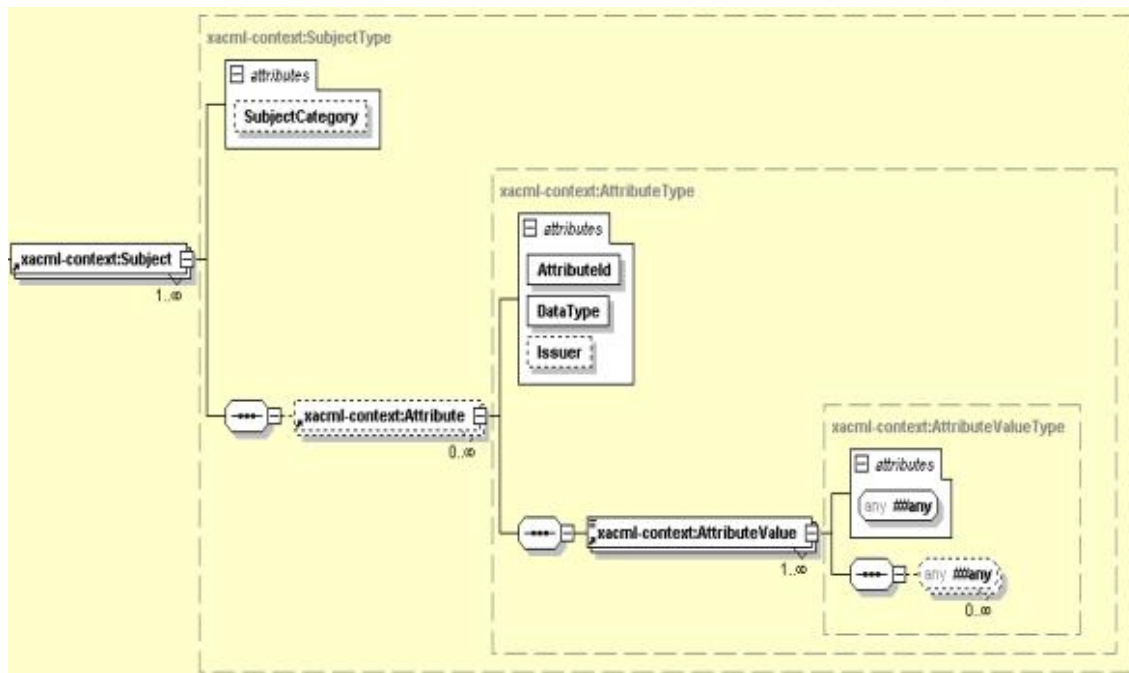 xacml-context:SubjectType
attributes
SubjectCategory
xacml-context:AttributeType
attributes
AttributeId
xacml-context:Subject
1..∞
DataType
Issuer
xacml-context:Attribute
0..∞
xacml-context:AttributeValueType
attributes
any ##any
xacml-context:AttributeValue
1..∞
any ##any
0..∞